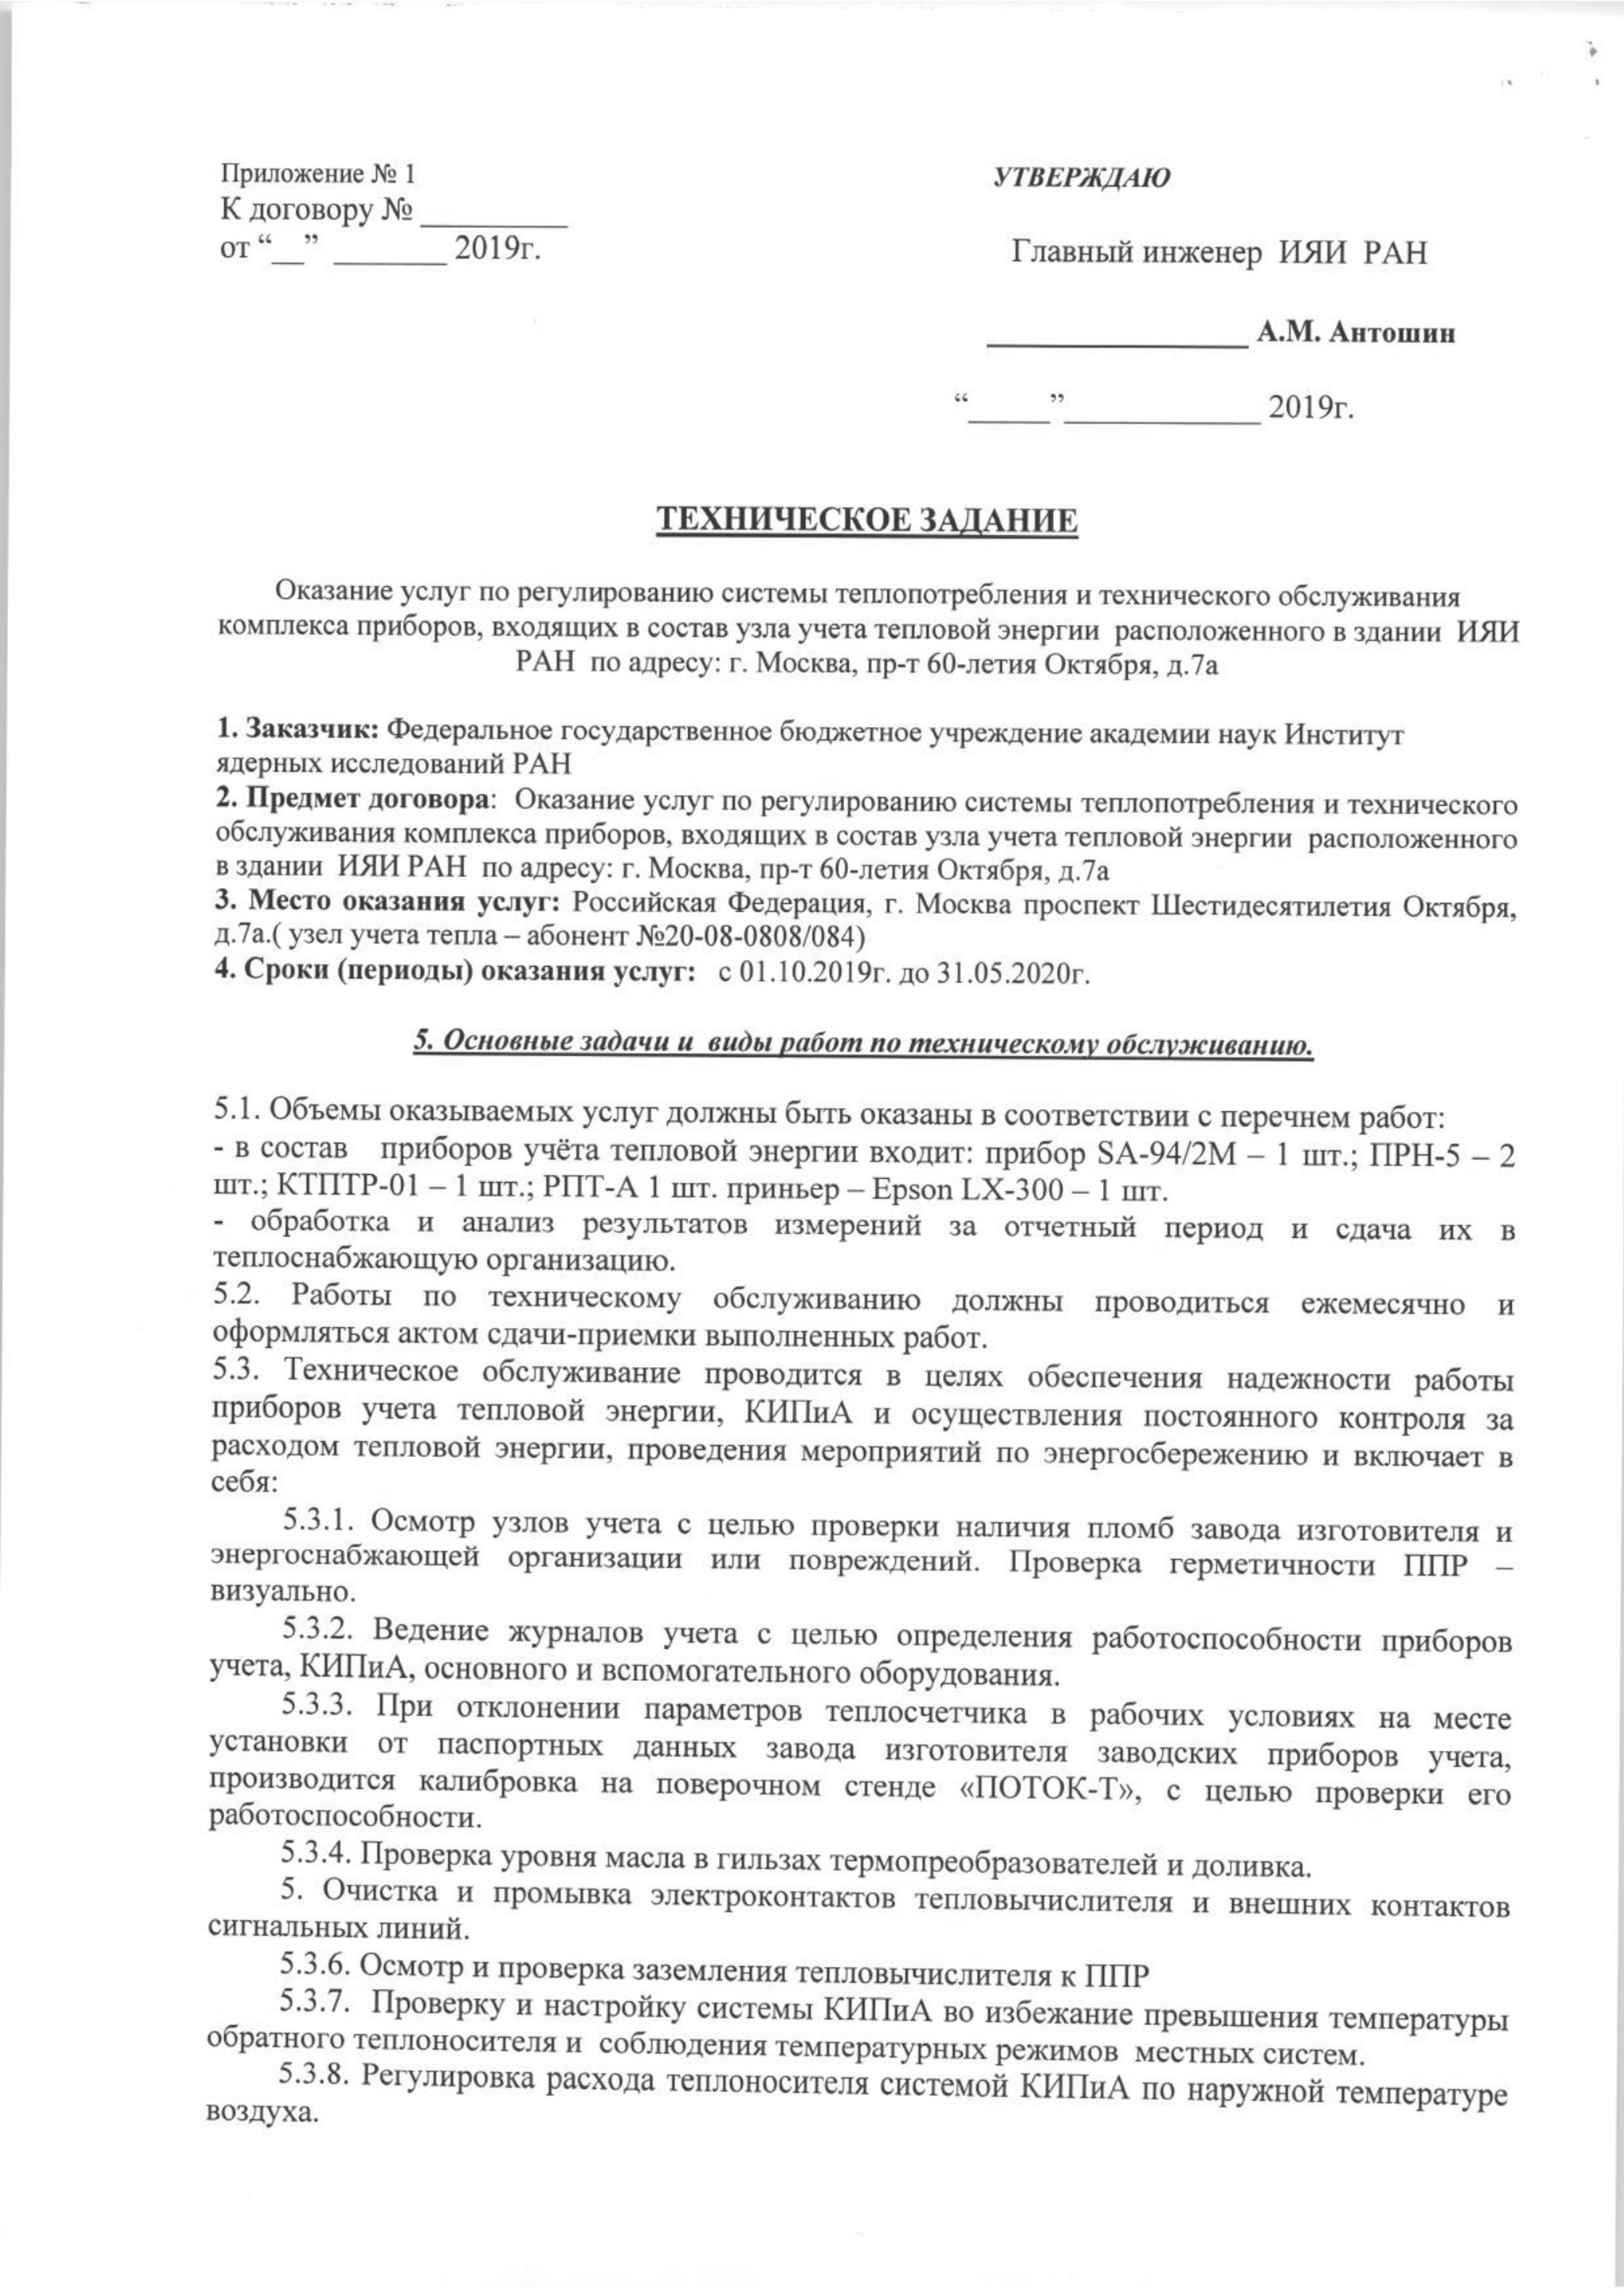 Приложение № 1
К договору № __________
от “__” ________ 2019г.
УТВЕРЖДАЮ
Главный инженер ИЯИ РАН
__________________ А.М. Антошин
“______”______________ 2019г.
ТЕХНИЧЕСКОЕ ЗАДАНИЕ
Оказание услуг по регулированию системы теплопотребления и технического обслуживания
комплекса приборов, входящих в состав узла учета тепловой энергии расположенного в здании ИЯИ
РАН по адресу: г. Москва, пр-т 60-летия Октября, д.7а
1. Заказчик: Федеральное государственное бюджетное учреждение академии наук Институт
ядерных исследований РАН
2. Предмет договора: Оказание услуг по регулированию системы теплопотребления и технического
обслуживания комплекса приборов, входящих в состав узла учета тепловой энергии расположенного
в здании ИЯИ РАН по адресу: г. Москва, пр-т 60-летия Октября, д.7а
3. Место оказания услуг: Российская Федерация, г. Москва проспект Шестидесятилетия Октября,
д.7а.( узел учета тепла – абонент №20-08-0808/084)
4. Сроки (периоды) оказания услуг: с 01.10.2019г. до 31.05.2020г.
5. Основные задачи и виды работ по техническому обслуживанию.
5.1. Объемы оказываемых услуг должны быть оказаны в соответствии с перечнем работ:
- в состав приборов учёта тепловой энергии входит: прибор SA-94/2М – 1 шт.; ПРН-5 – 2
шт.; КТПТР-01 – 1 шт.; РПТ-А 1 шт. приньер – Epson LX-300 – 1 шт.
- обработка и анализ результатов измерений за отчетный период и сдача их в
теплоснабжающую организацию.
5.2. Работы по техническому обслуживанию должны проводиться ежемесячно и
оформляться актом сдачи-приемки выполненных работ.
5.3. Техническое обслуживание проводится в целях обеспечения надежности работы
приборов учета тепловой энергии, КИПиА и осуществления постоянного контроля за
расходом тепловой энергии, проведения мероприятий по энергосбережению и включает в
себя:
5.3.1. Осмотр узлов учета с целью проверки наличия пломб завода изготовителя и
энергоснабжающей организации или повреждений. Проверка герметичности ППР –
визуально.
5.3.2. Ведение журналов учета с целью определения работоспособности приборов
учета, КИПиА, основного и вспомогательного оборудования.
5.3.3. При отклонении параметров теплосчетчика в рабочих условиях на месте
установки от паспортных данных завода изготовителя заводских приборов учета,
производится калибровка на поверочном стенде «ПОТОК-Т», с целью проверки его
работоспособности.
5.3.4. Проверка уровня масла в гильзах термопреобразователей и доливка.
5. Очистка и промывка электроконтактов тепловычислителя и внешних контактов
сигнальных линий.
5.3.6. Осмотр и проверка заземления тепловычислителя к ППР
5.3.7. Проверку и настройку системы КИПиА во избежание превышения температуры
обратного теплоносителя и соблюдения температурных режимов местных систем.
5.3.8. Регулировка расхода теплоносителя системой КИПиА по наружной температуре
воздуха.